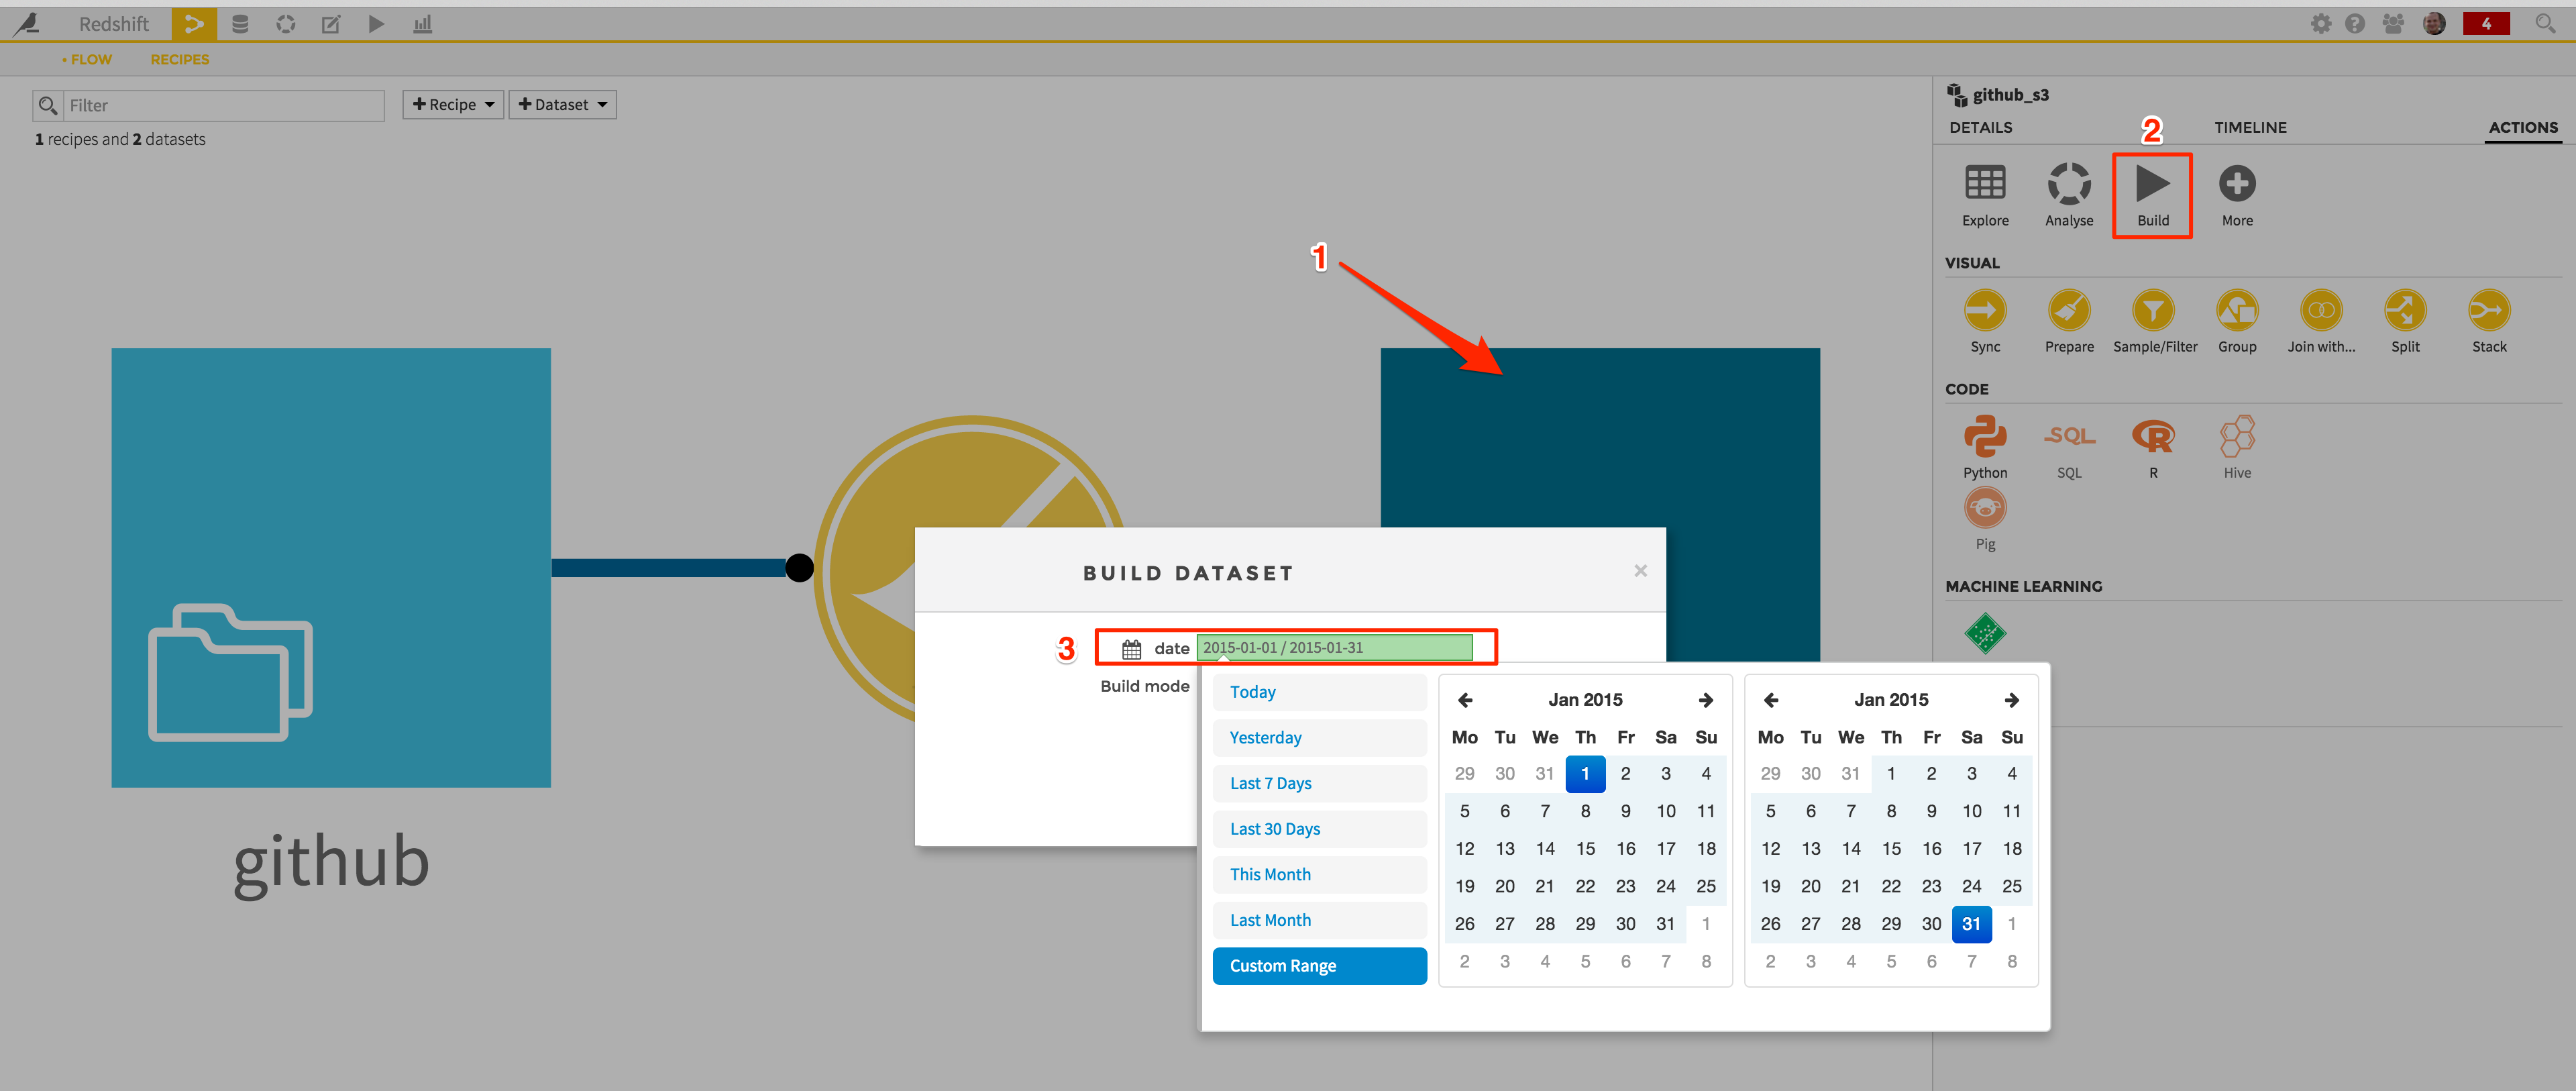 Redshift
4
• FLOW RECIPES
Filter
+ Recipe + Dataset
1 recipes and 2 datasets
github_s3
DETAILS TIMELINE ACTIONS
2
Explore Analyse Build More
VISUAL
Sync Prepare Sample/Filter Group Join with... Split Stack
CODE
SQL R
Python SQL R Hive
Pig
MACHINE LEARNING
1
github
BUILD DATASET ×
3 date 2015-01-01 / 2015-01-31
Build mode
Today
Yesterday
Last 7 Days
Last 30 Days
This Month
Last Month
Custom Range
Jan 2015
Mo Tu We Th Fr Sa Su
29 30 31 1 2 3 4
5 6 7 8 9 10 11
12 13 14 15 16 17 18
19 20 21 22 23 24 25
26 27 28 29 30 31 1
2 3 4 5 6 7 8
Jan 2015
Mo Tu We Th Fr Sa Su
29 30 31 1 2 3 4
5 6 7 8 9 10 11
12 13 14 15 16 17 18
19 20 21 22 23 24 25
26 27 28 29 30 31 1
2 3 4 5 6 7 8